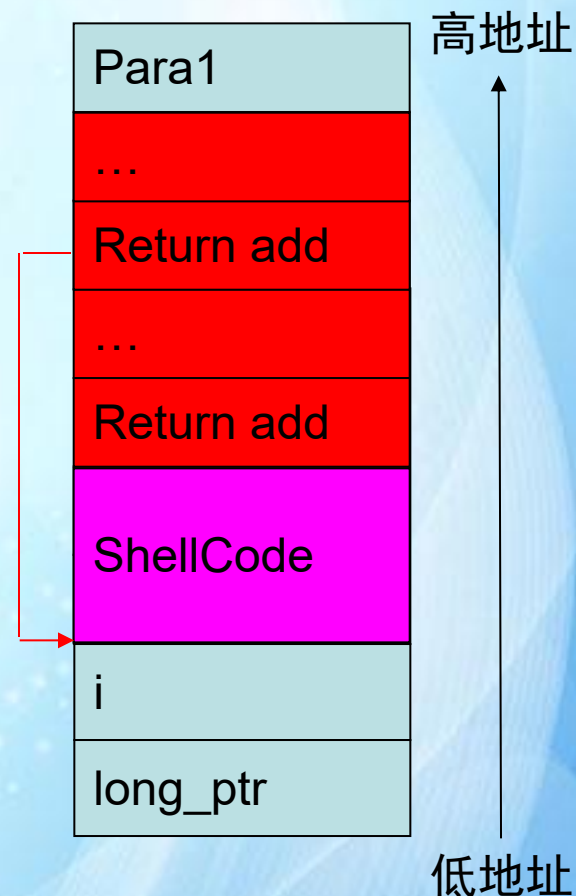 高地址
Para1
…
Return add
…
Return add
ShellCode
i
long_ptr
低地址